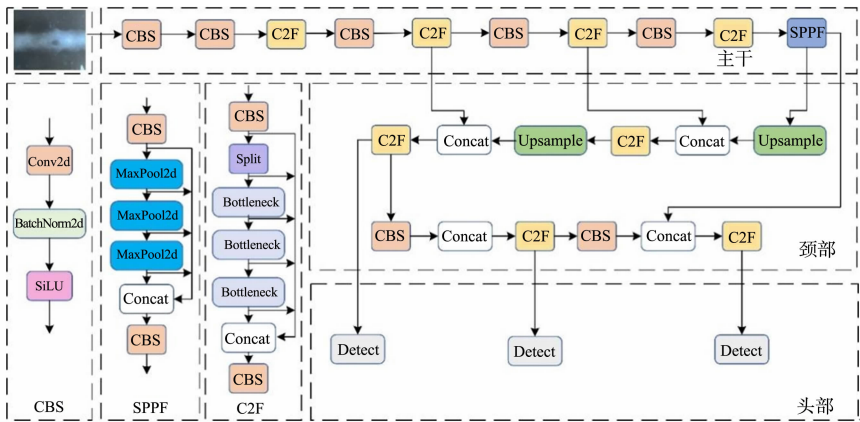 CBS
CBS
C2F
CBS
C2F
CBS
C2F
CBS
C2F
SPPF
主干
CBS
Conv2d
BatchNorm2d
SiLU
CBS
CBS
MaxPool2d
MaxPool2d
MaxPool2d
Concat
CBS
SPPF
CBS
Split
Bottleneck
Bottleneck
Bottleneck
Concat
CBS
C2F
C2F
Concat
Upsample
C2F
Concat
Upsample
CBS
Concat
C2F
CBS
Concat
C2F
颈部
Detect
Detect
Detect
头部